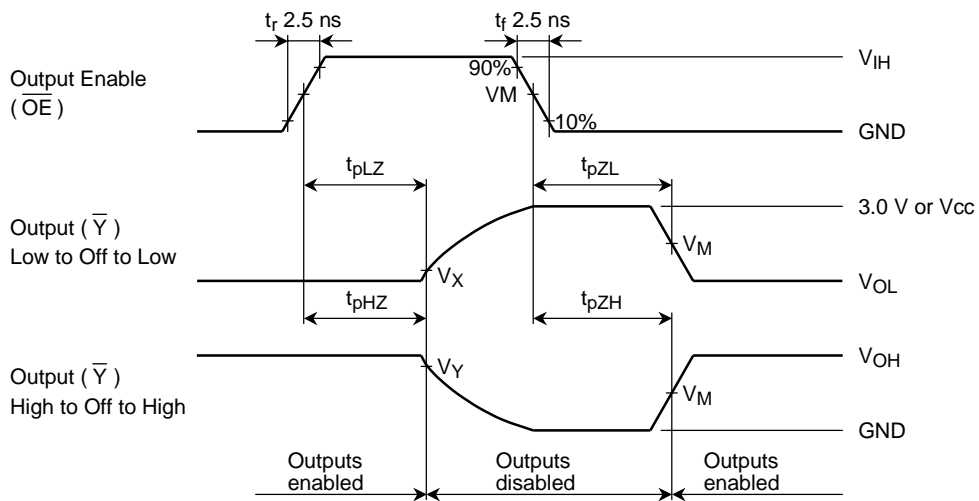 tr 2.5 ns
tf 2.5 ns
Output Enable
( OE )
90%
VM
10%
VIH
GND
tpLZ
tpZL
Output ( Y )
Low to Off to Low
3.0 V or Vcc
VM
VX
VOL
tpHZ
tpZH
Output ( Y )
High to Off to High
VY
VOH
VM
GND
Outputs
enabled
Outputs
disabled
Outputs
enabled